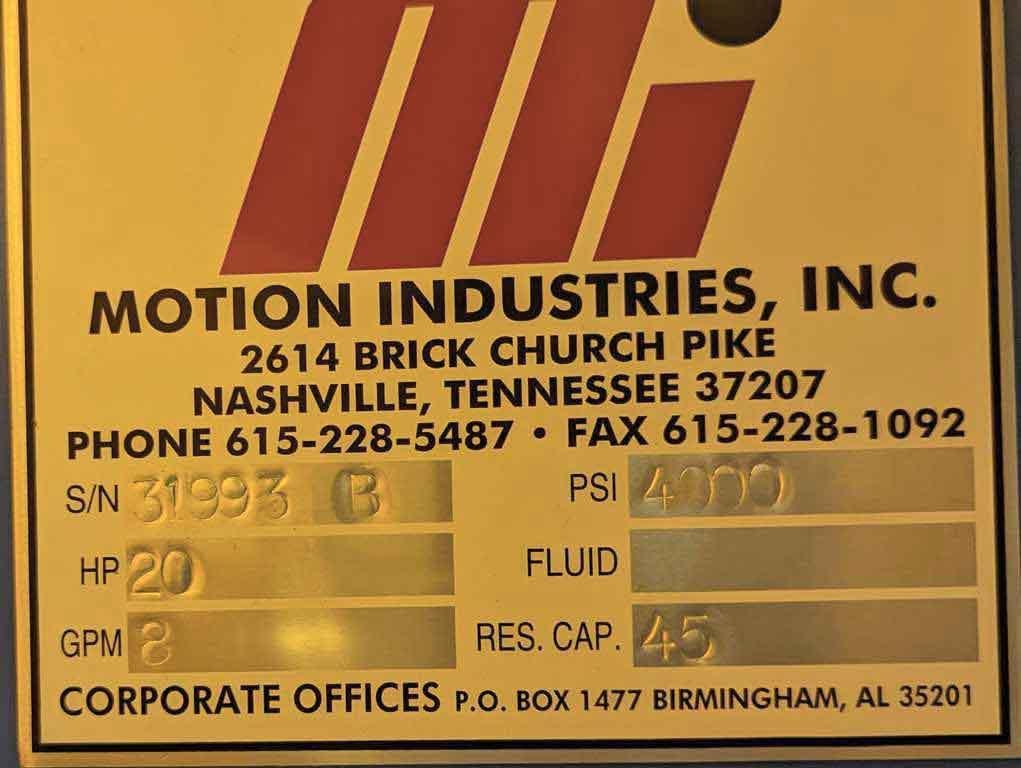 mi
MOTION INDUSTRIES, INC.
2614 BRICK CHURCH PIKE
NASHVILLE, TENNESSEE 37207
PHONE 615-228-5487 • FAX 615-228-1092
S/N 31993 B PSI 4000
HP 20 FLUID
GPM 8 RES. CAP. 45
CORPORATE OFFICES P.O. BOX 1477 BIRMINGHAM, AL 35201